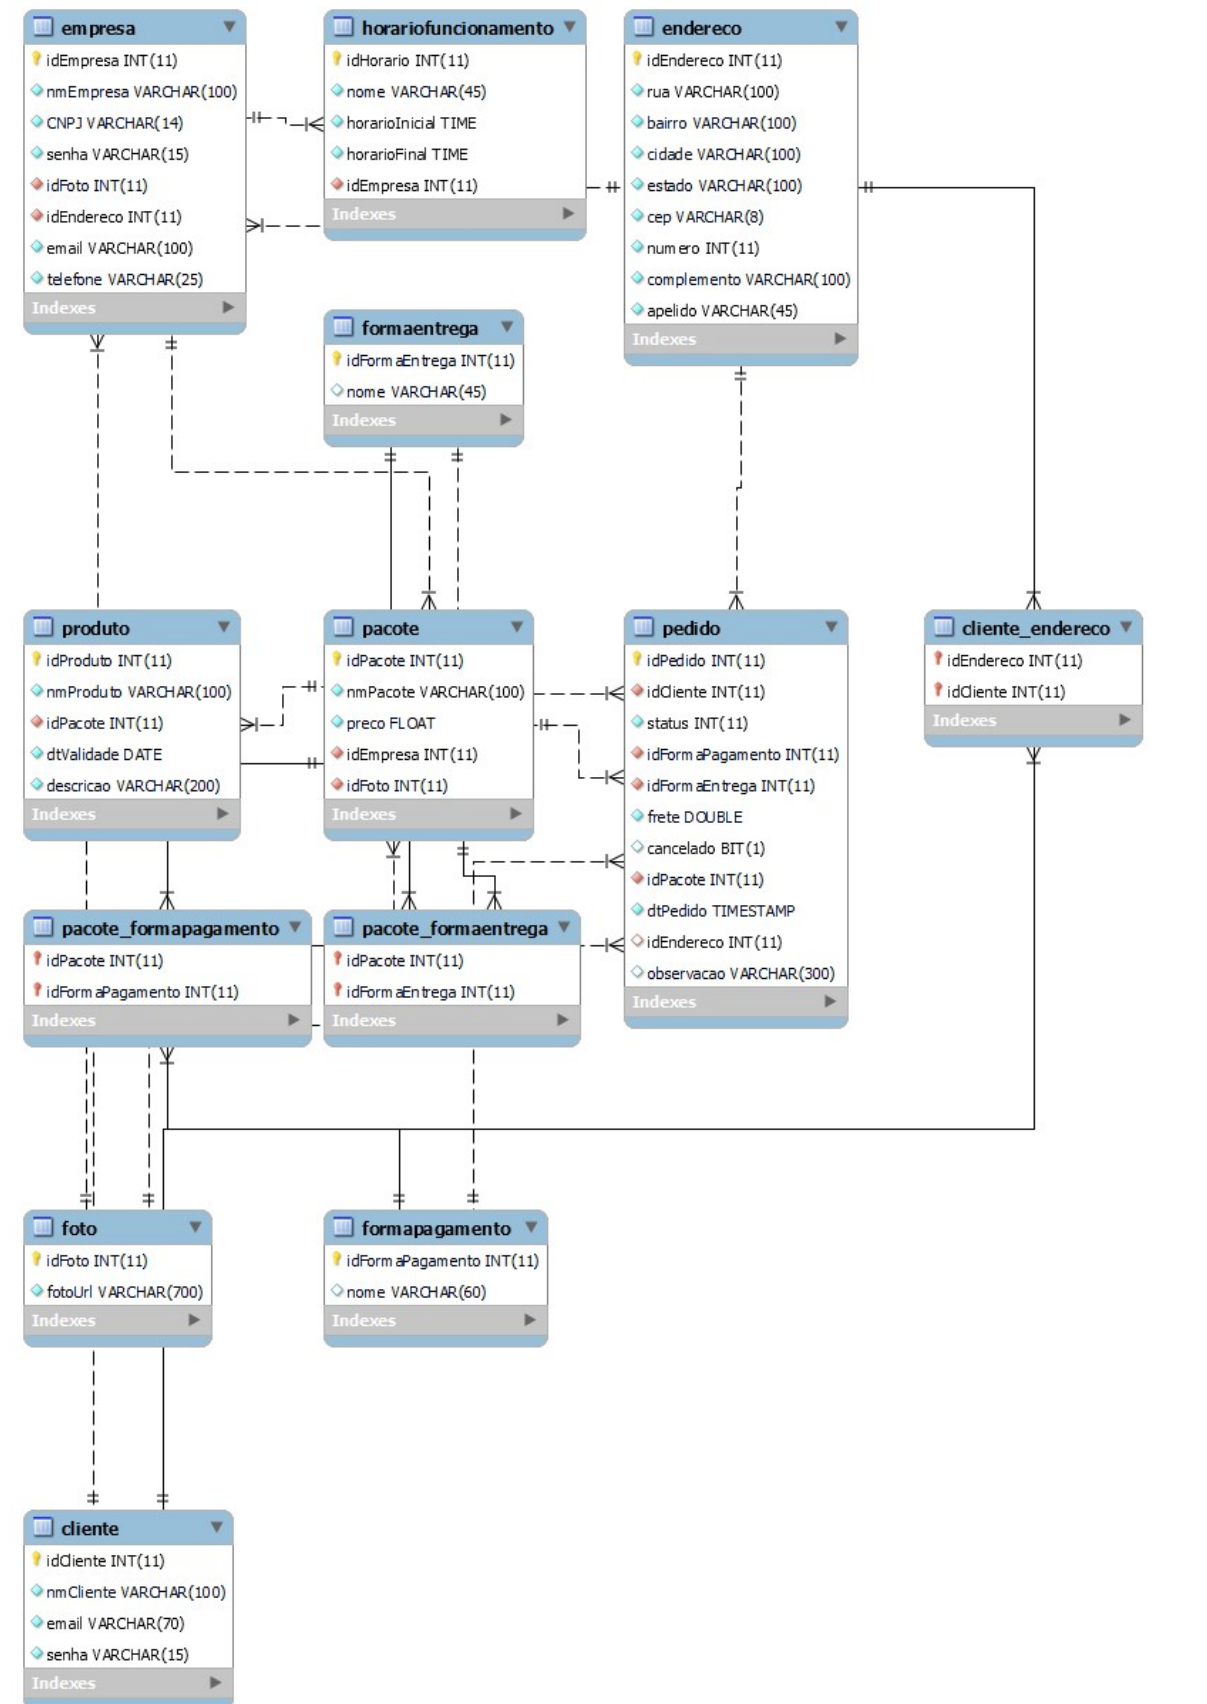 empresa
idEmpresa INT(11)
nmEmpresa VARCHAR(100)
CNPJ VARCHAR(14)
senha VARCHAR(15)
idFoto INT(11)
idEndereco INT(11)
email VARCHAR(100)
telefone VARCHAR(25)
Indexes
horariofuncionamento
idHorario INT(11)
nome VARCHAR(45)
horarioInicial TIME
horarioFinal TIME
idEmpresa INT(11)
Indexes
endereco
idEndereco INT(11)
rua VARCHAR(100)
bairro VARCHAR(100)
cidade VARCHAR(100)
estado VARCHAR(100)
cep VARCHAR(8)
numero INT(11)
complemento VARCHAR(100)
apelido VARCHAR(45)
Indexes
formaentrega
idFormaEntrega INT(11)
nome VARCHAR(45)
Indexes
produto
idProduto INT(11)
nmProduto VARCHAR(100)
idPacote INT(11)
dtValidade DATE
descricao VARCHAR(200)
Indexes
pacote
idPacote INT(11)
nmPacote VARCHAR(100)
preco FLOAT
idEmpresa INT(11)
idFoto INT(11)
Indexes
pedido
idPedido INT(11)
idCliente INT(11)
status INT(11)
idFormaPagamento INT(11)
idFormaEntrega INT(11)
frete DOUBLE
cancelado BIT(1)
idPacote INT(11)
dtPedido TIMESTAMP
idEndereco INT(11)
observacao VARCHAR(300)
Indexes
cliente_endereco
idEndereco INT(11)
idCliente INT(11)
Indexes
pacote_formapagamento
idPacote INT(11)
idFormaPagamento INT(11)
Indexes
pacote_formaentrega
idPacote INT(11)
idFormaEntrega INT(11)
Indexes
foto
idFoto INT(11)
fotoUrl VARCHAR(700)
Indexes
formapagamento
idFormaPagamento INT(11)
nome VARCHAR(60)
Indexes
cliente
idCliente INT(11)
nmCliente VARCHAR(100)
email VARCHAR(70)
senha VARCHAR(15)
Indexes